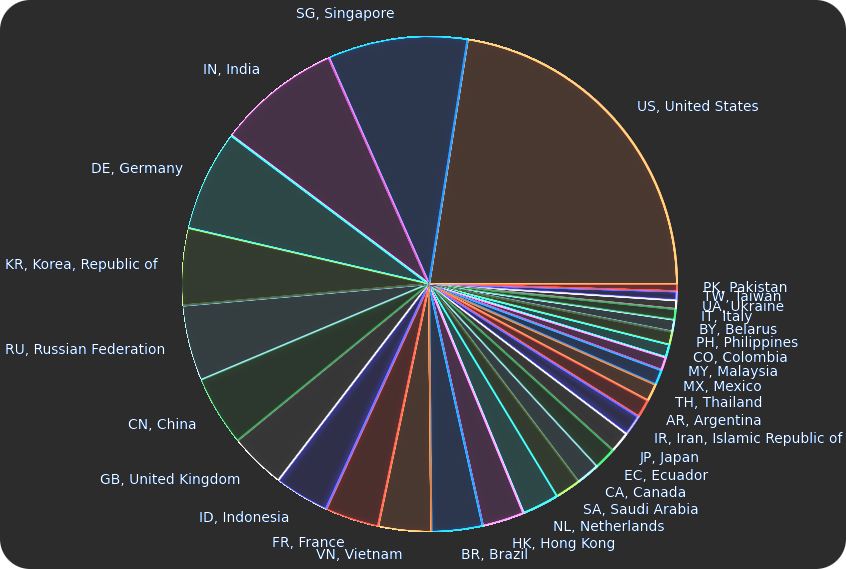 SG, Singapore
IN, India
US, United States
DE, Germany
KR, Korea, Republic of
PK, Pakistan
TW, Taiwan
UA, Ukraine
IT, Italy
BY, Belarus
PH, Philippines
RU, Russian Federation
CO, Colombia
MY, Malaysia
MX, Mexico
TH, Thailand
AR, Argentina
CN, China
IR, Iran, Islamic Republic of
JP, Japan
EC, Ecuador
GB, United Kingdom
CA, Canada
SA, Saudi Arabia
ID, Indonesia
NL, Netherlands
FR, France
HK, Hong Kong
VN, Vietnam
BR, Brazil